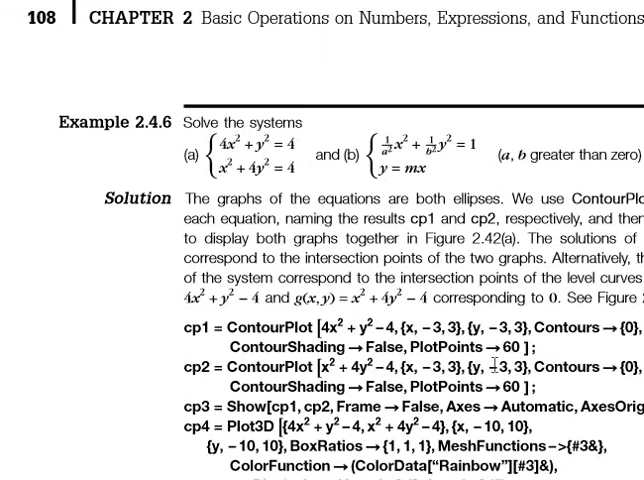 108 CHAPTER 2 Basic Operations on Numbers, Expressions, and Functions
Example 2.4.6 Solve the systems
(a) { 4x² + y² = 4
x² + 4y² = 4
and (b) { 1/a² x² + 1/b² y² = 1
y = mx
(a, b greater than zero)
Solution The graphs of the equations are both ellipses. We use
each equation, naming the results cp1 and cp2, respectively, and
to display both graphs together in Figure 2.42(a). The solutions of
correspond to the intersection points of the two graphs. Alternatively,
of the system correspond to the intersection points of the level curves
4x² + y² − 4 and g(x, y) = x² + 4y² − 4 corresponding to 0. See Figure
cp1 = ContourPlot [4x² + y² − 4, {x, − 3, 3}, {y, − 3, 3}, Contours → {0},
ContourShading → False, PlotPoints → 60 ];
cp2 = ContourPlot [x² + 4y² − 4, {x, − 3, 3}, {y, − 3, 3}, Contours → {0},
ContourShading → False, PlotPoints → 60 ];
cp3 = Show[cp1, cp2, Frame → False, Axes → Automatic, AxesOrig
cp4 = Plot3D [{4x² + y² − 4, x² + 4y² − 4}, {x, − 10, 10},
{y, − 10, 10}, BoxRatios → {1, 1, 1}, MeshFunctions −>{#3&},
ColorFunction → (ColorData["Rainbow"][#3]&),